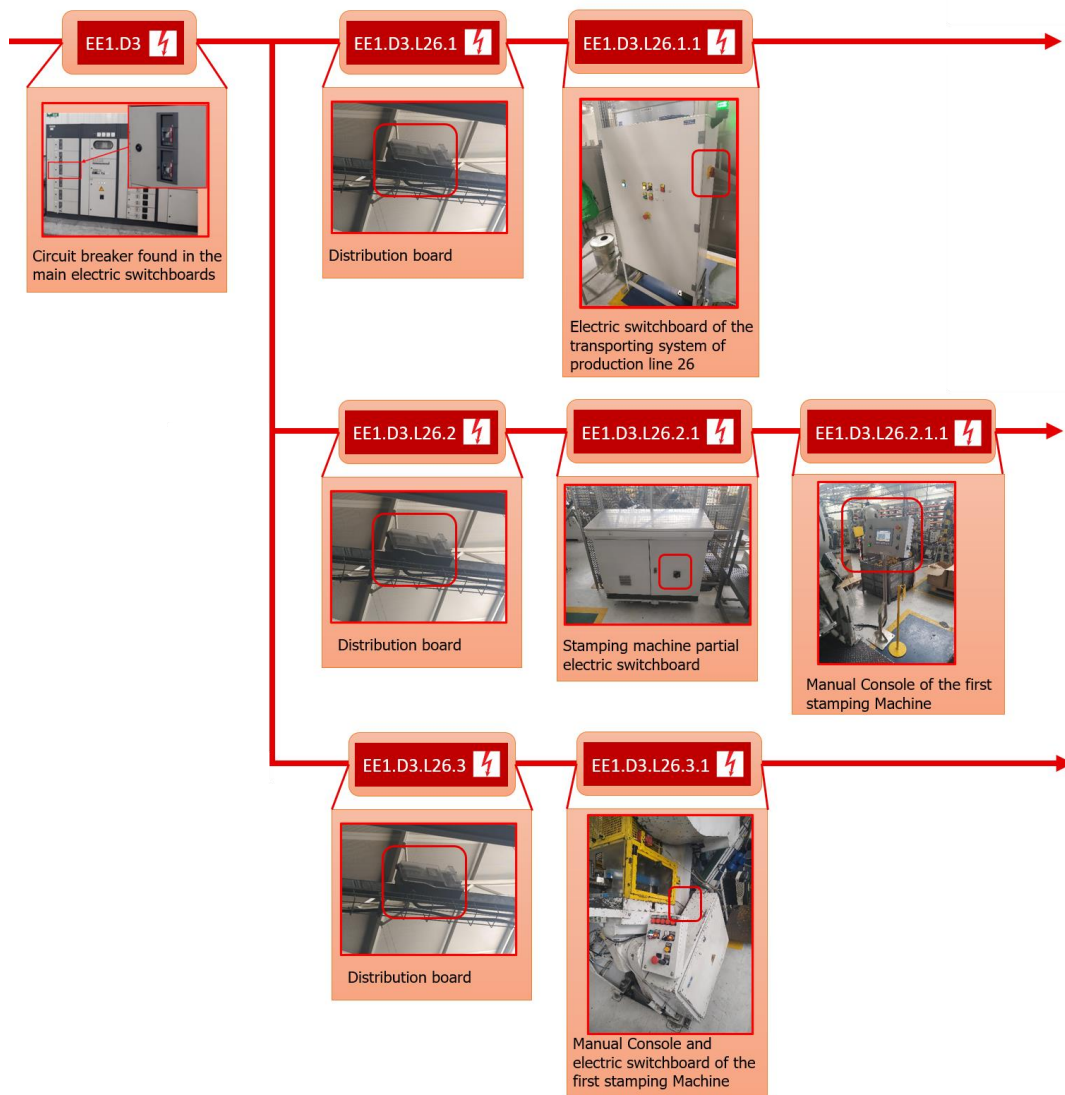 EE1.D3
EE1.D3.L26.1
EE1.D3.L26.1.1
Circuit breaker found in the
main electric switchboards
Distribution board
Electric switchboard of the
transporting system of
production line 26
EE1.D3.L26.2
EE1.D3.L26.2.1
EE1.D3.L26.2.1.1
Distribution board
Stamping machine partial
electric switchboard
Manual Console of the first
stamping Machine
EE1.D3.L26.3
EE1.D3.L26.3.1
Distribution board
Manual Console and
electric switchboard of the
first stamping Machine